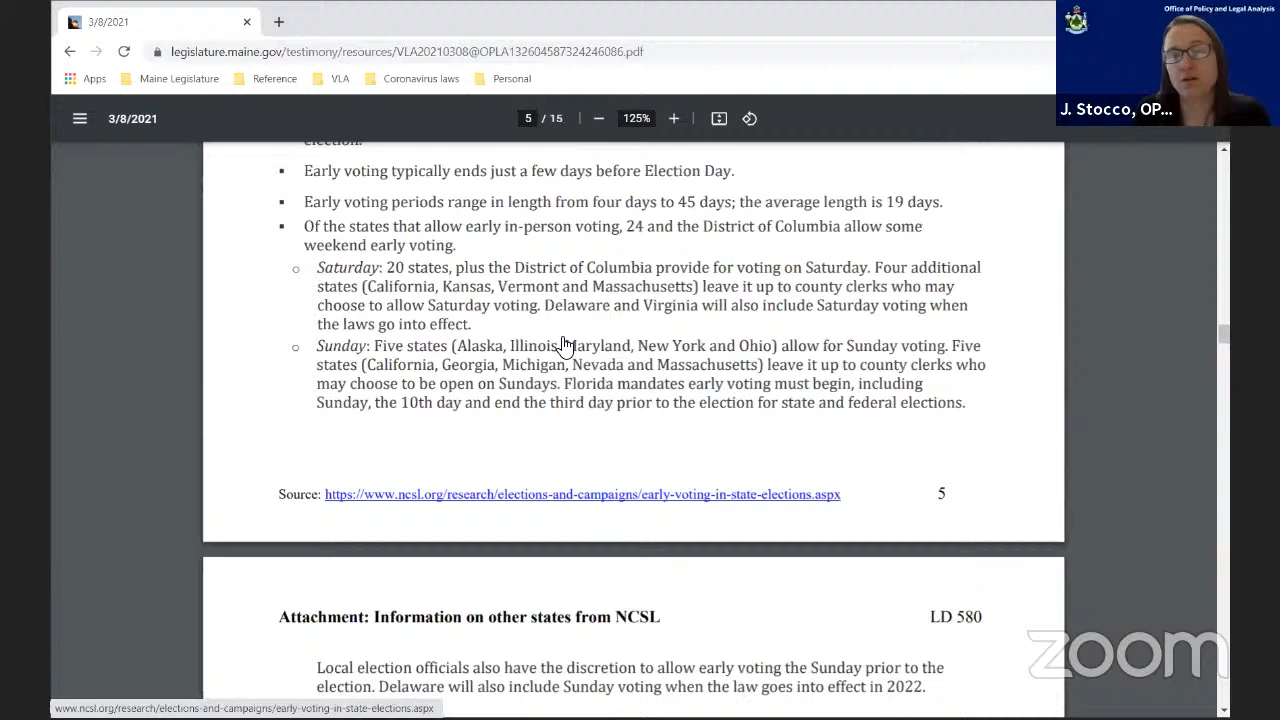 Office of Policy and Legal Analysis
3/8/2021
legislature.maine.gov/testimony/resources/VLA20210308@OPLA132604587324246086.pdf
Apps Maine Legislature Reference VLA Coronavirus laws Personal
J. Stocco, OP...
3/8/2021 5 / 15 125%
election.
▪ Early voting typically ends just a few days before Election Day.
▪ Early voting periods range in length from four days to 45 days; the average length is 19 days.
▪ Of the states that allow early in-person voting, 24 and the District of Columbia allow some
weekend early voting.
o Saturday: 20 states, plus the District of Columbia provide for voting on Saturday. Four additional
states (California, Kansas, Vermont and Massachusetts) leave it up to county clerks who may
choose to allow Saturday voting. Delaware and Virginia will also include Saturday voting when
the laws go into effect.
o Sunday: Five states (Alaska, Illinois, Maryland, New York and Ohio) allow for Sunday voting. Five
states (California, Georgia, Michigan, Nevada and Massachusetts) leave it up to county clerks who
may choose to be open on Sundays. Florida mandates early voting must begin, including
Sunday, the 10th day and end the third day prior to the election for state and federal elections.
Source: https://www.ncsl.org/research/elections-and-campaigns/early-voting-in-state-elections.aspx 5
Attachment: Information on other states from NCSL LD 580
Local election officials also have the discretion to allow early voting the Sunday prior to the
election. Delaware will also include Sunday voting when the law goes into effect in 2022.
zoom
www.ncsl.org/research/elections-and-campaigns/early-voting-in-state-elections.aspx